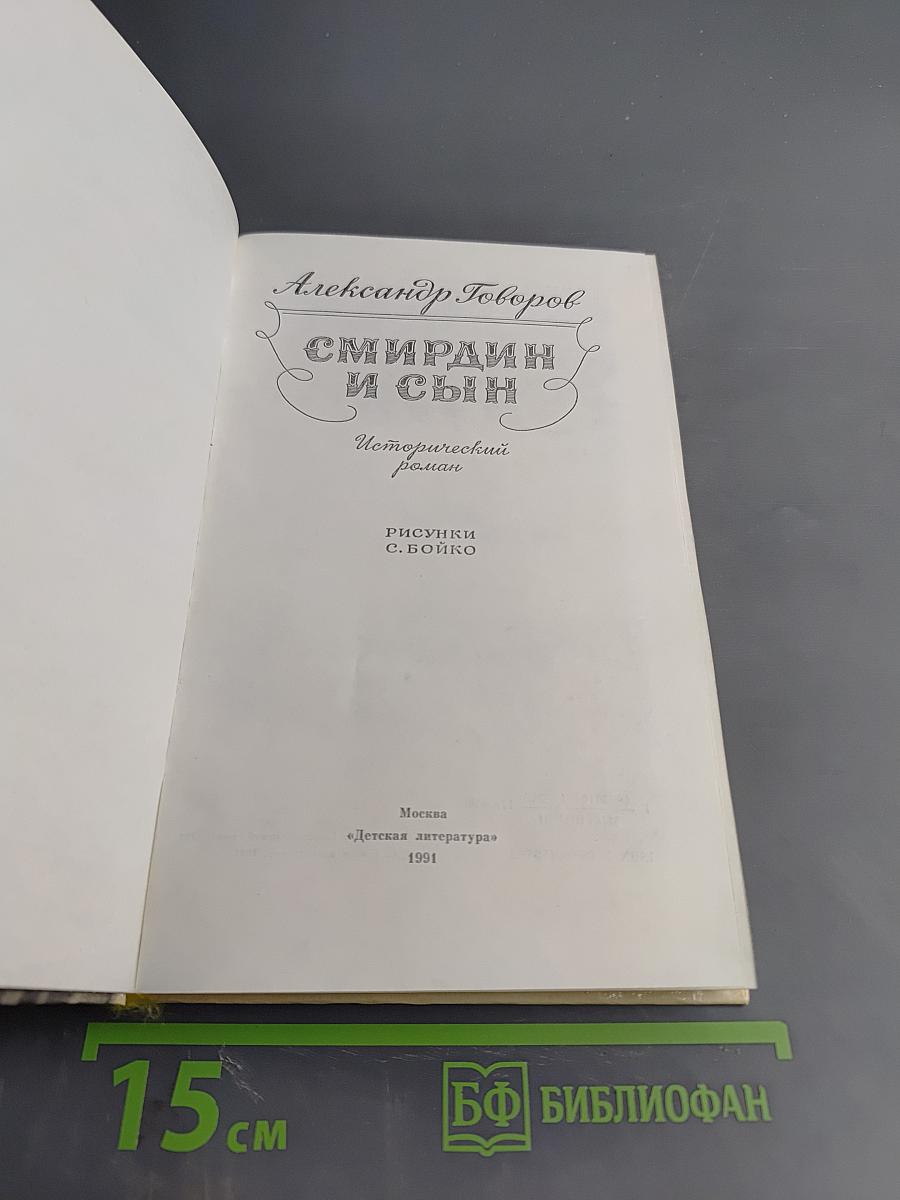 Александр Говоров
СМИРДИН
И СЫН
Исторический
роман
РИСУНКИ
С. БОЙКО
Москва
«Детская литература»
1991
15 см
БФ БИБЛИОФАН